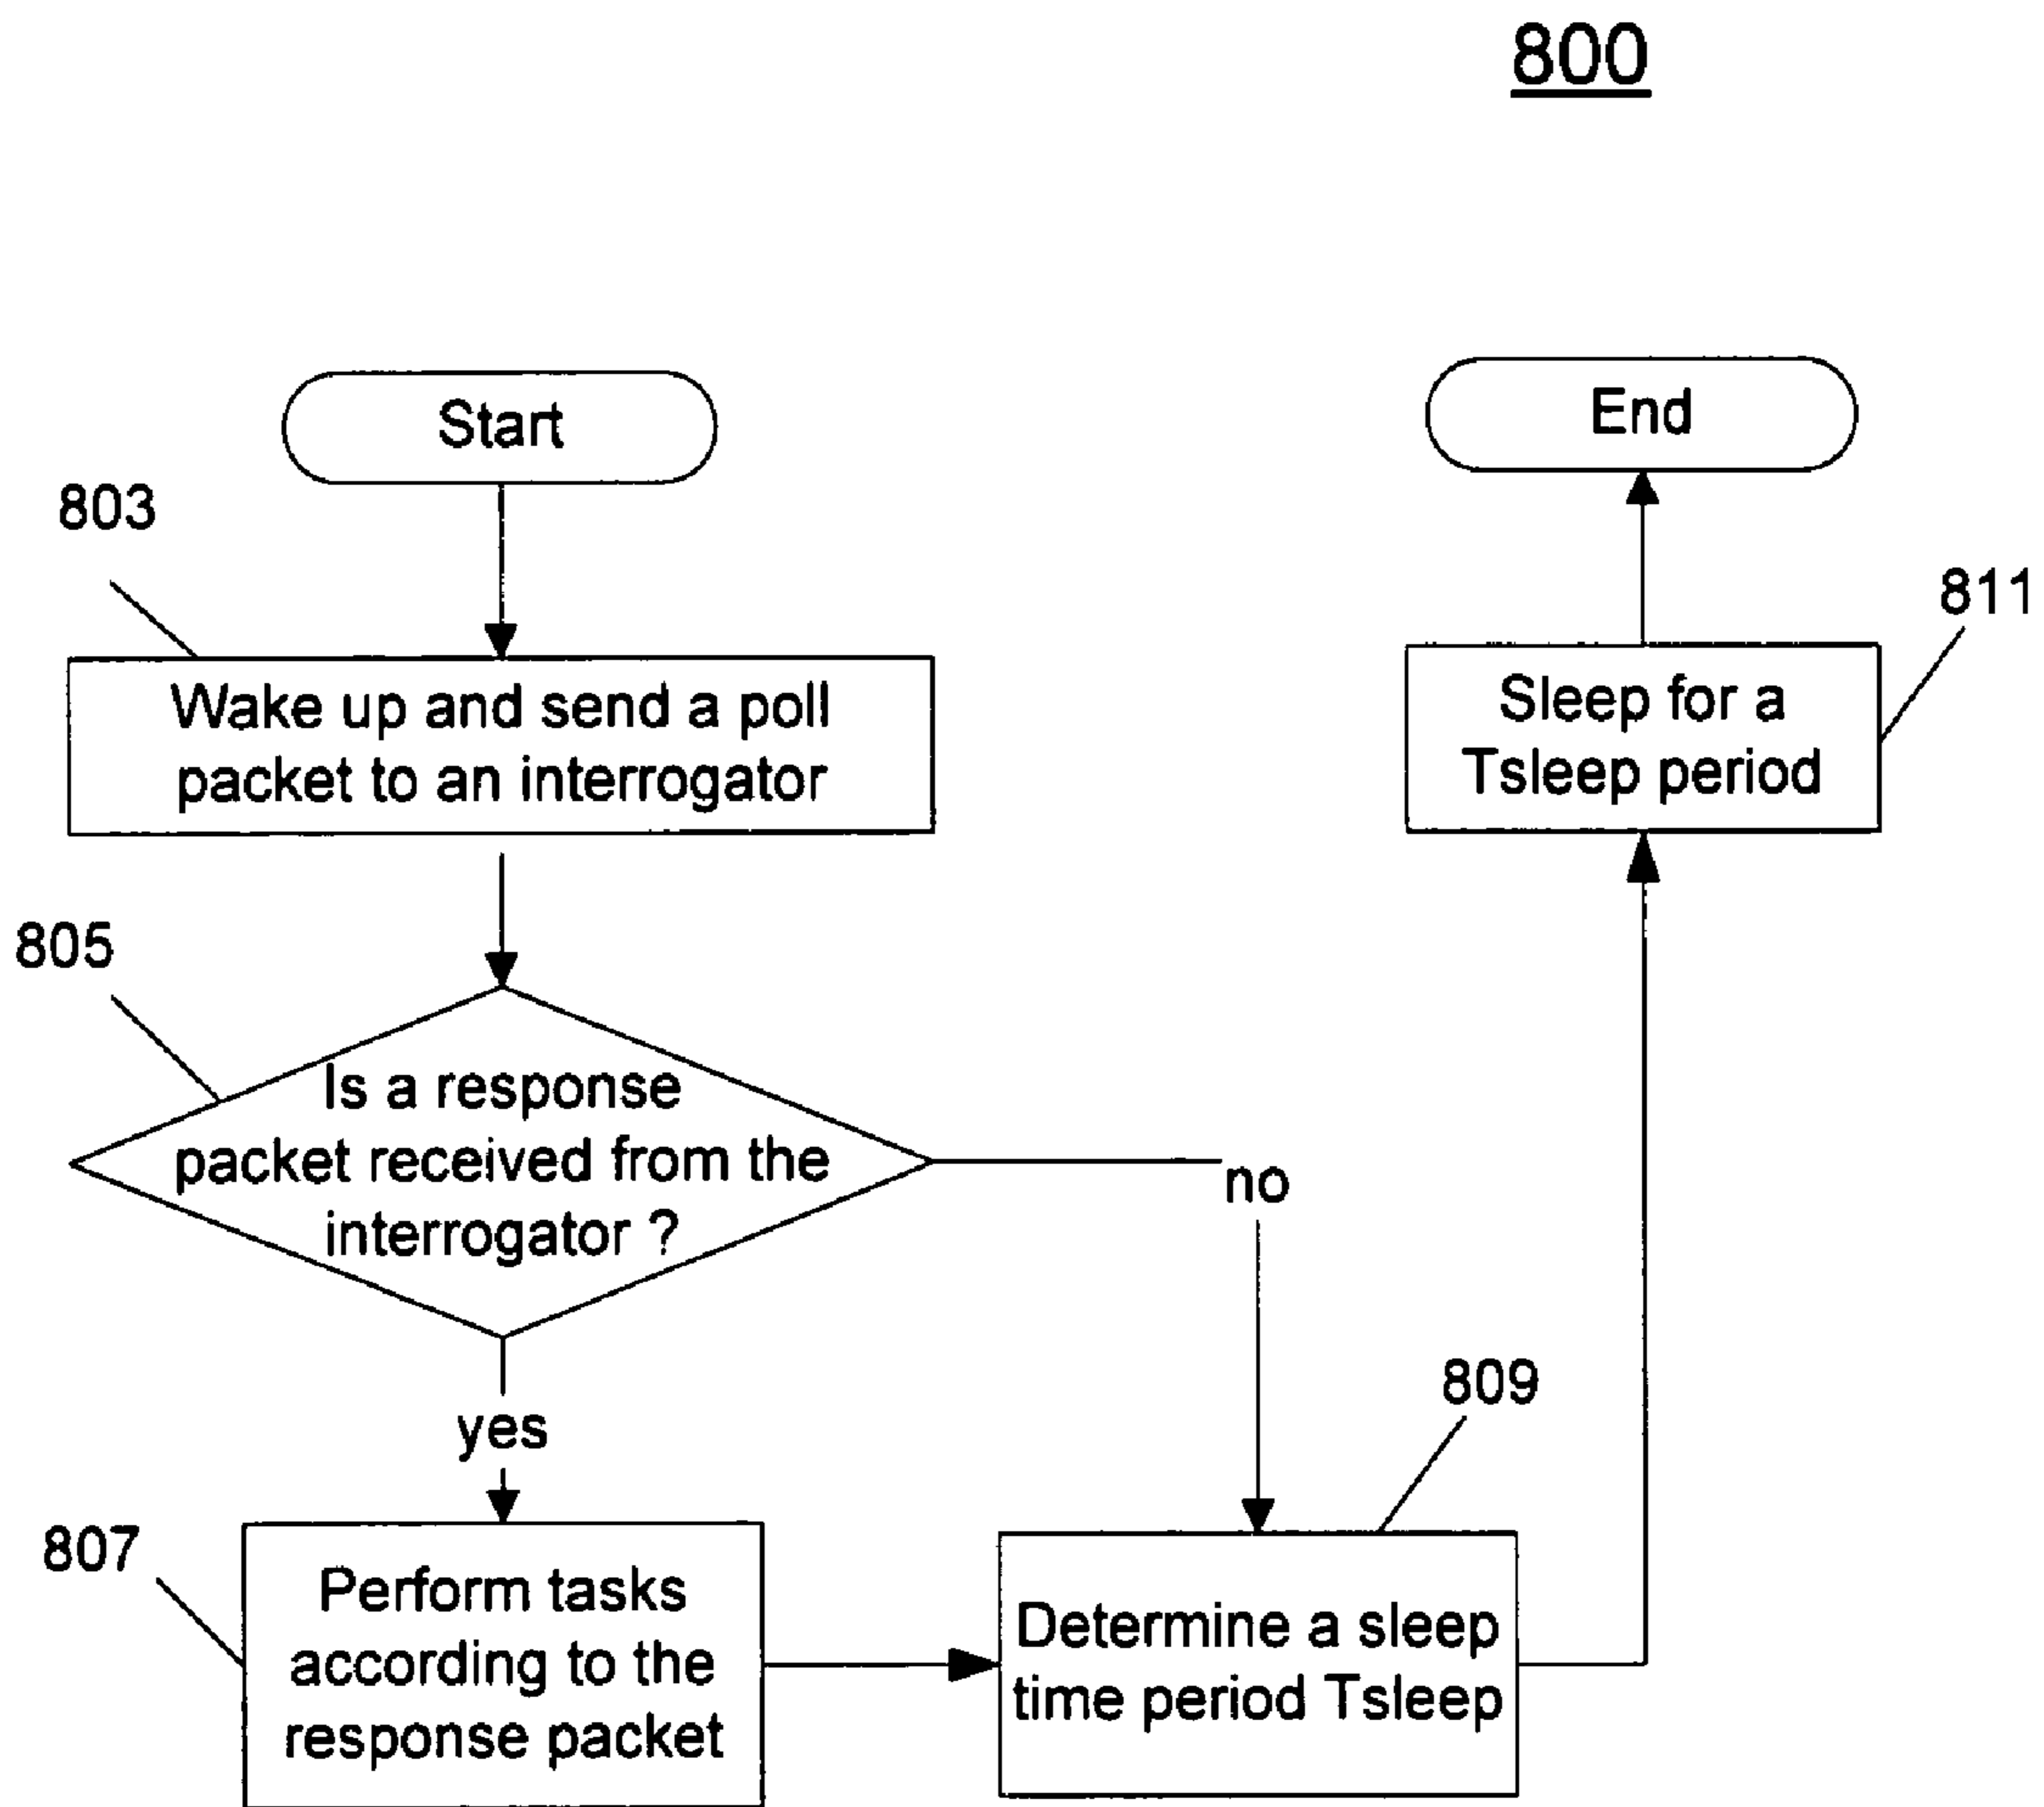 800
Start
803
Wake up and send a poll
packet to an interrogator
805
Is a response
packet received from the
interrogator ?
no
yes
807
Perform tasks
according to the
response packet
809
Determine a sleep
time period Tsleep
811
Sleep for a
Tsleep period
End